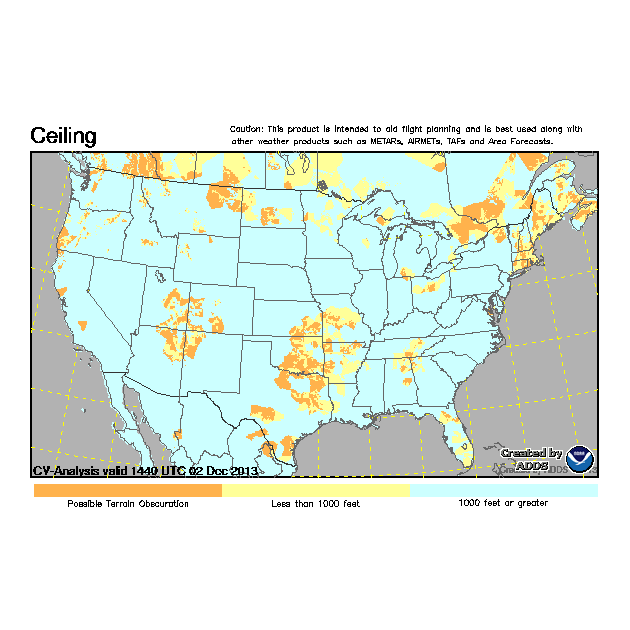 Ceiling
Caution: This product is intended to aid flight planning and is best used along with
other weather products such as METARs, AIRMETs, TAFs and Area Forecasts.
Created by
ADDS
CV-Analysis valid 1440 UTC 02 Dec 2013
Possible Terrain Obscuration
Less than 1000 feet
1000 feet or greater